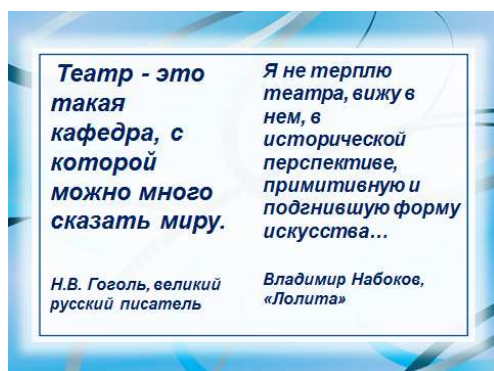 Театр - это
такая
кафедра, с
которой
можно много
сказать миру.
Н.В. Гоголь, великий
русский писатель
Я не терплю
театра, вижу в
нем, в
исторической
перспективе,
примитивную и
подгнившую форму
искусства…
Владимир Набоков,
«Лолита»